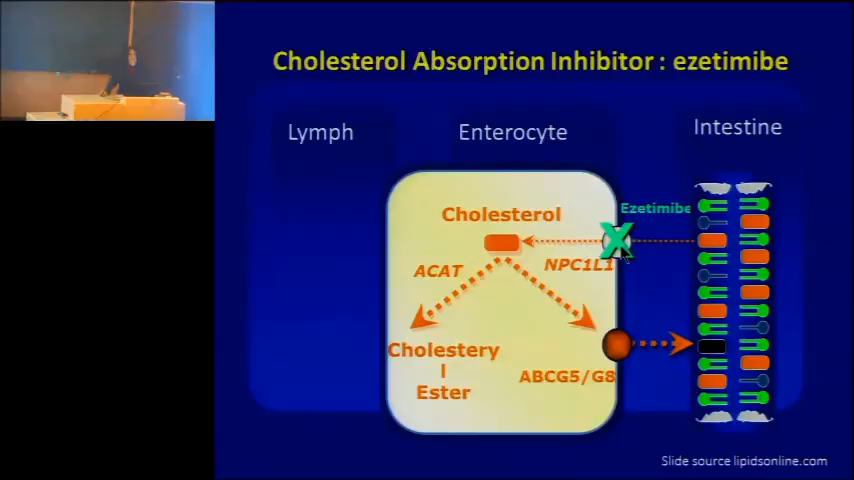 Cholesterol Absorption Inhibitor : ezetimibe
Lymph
Enterocyte
Intestine
Ezetimibe
Cholesterol
ACAT
NPC1L1
Cholestery
l
Ester
ABCG5/G8
Slide source lipidsonline.com